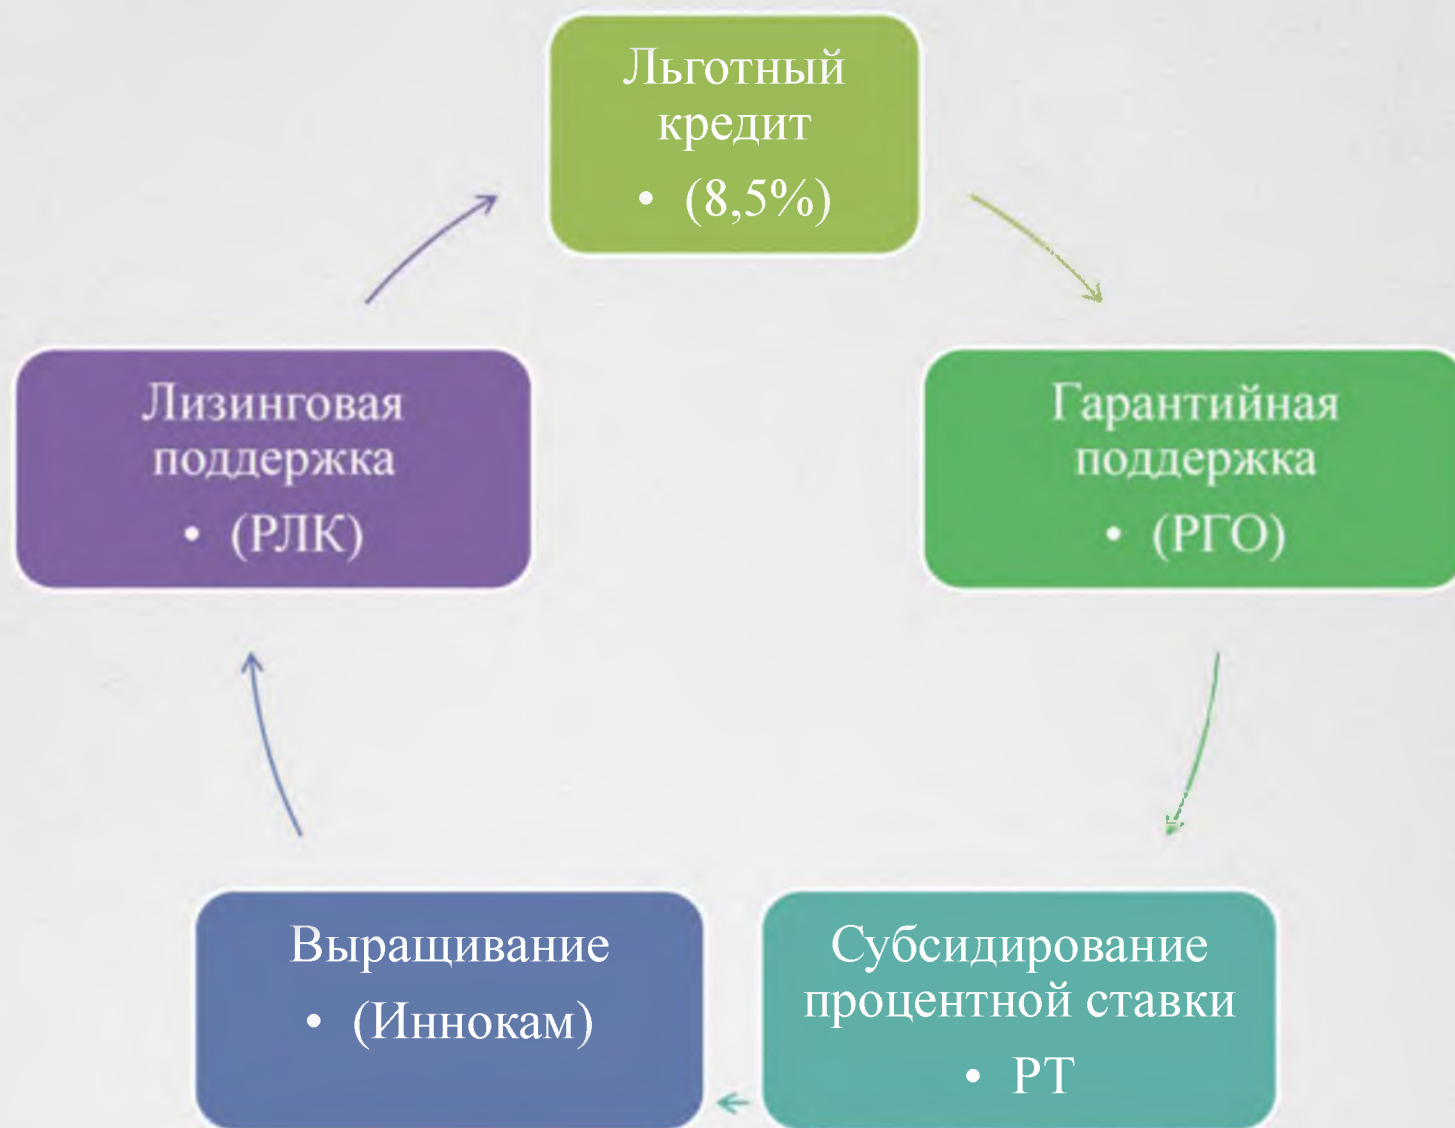 Льготный
кредит
• (8,5%)
Гарантийная
поддержка
• (РГО)
Субсидирование
процентной ставки
• РТ
Выращивание
• (Иннокам)
Лизинговая
поддержка
• (РЛК)